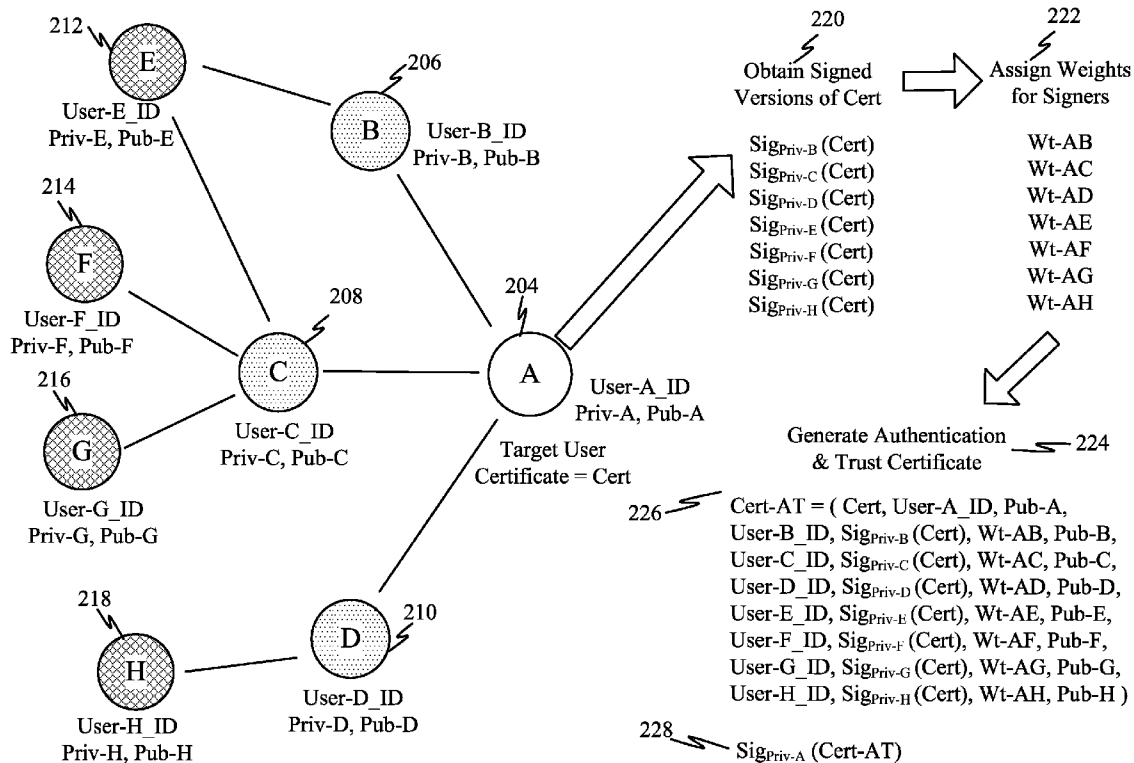 212
E
User-E_ID
Priv-E, Pub-E
206
B
User-B_ID
Priv-B, Pub-B
214
F
User-F_ID
Priv-F, Pub-F
208
C
User-C_ID
Priv-C, Pub-C
204
A
User-A_ID
Priv-A, Pub-A
Target User
Certificate = Cert
216
G
User-G_ID
Priv-G, Pub-G
218
H
User-H_ID
Priv-H, Pub-H
210
D
User-D_ID
Priv-D, Pub-D
220
Obtain Signed
Versions of Cert
SigPriv-B (Cert)
SigPriv-C (Cert)
SigPriv-D (Cert)
SigPriv-E (Cert)
SigPriv-F (Cert)
SigPriv-G (Cert)
SigPriv-H (Cert)
222
Assign Weights
for Signers
Wt-AB
Wt-AC
Wt-AD
Wt-AE
Wt-AF
Wt-AG
Wt-AH
Generate Authentication
& Trust Certificate
224
226
Cert-AT = ( Cert, User-A_ID, Pub-A,
User-B_ID, SigPriv-B (Cert), Wt-AB, Pub-B,
User-C_ID, SigPriv-C (Cert), Wt-AC, Pub-C,
User-D_ID, SigPriv-D (Cert), Wt-AD, Pub-D,
User-E_ID, SigPriv-E (Cert), Wt-AE, Pub-E,
User-F_ID, SigPriv-F (Cert), Wt-AF, Pub-F,
User-G_ID, SigPriv-G (Cert), Wt-AG, Pub-G,
User-H_ID, SigPriv-H (Cert), Wt-AH, Pub-H )
228
SigPriv-A (Cert-AT)